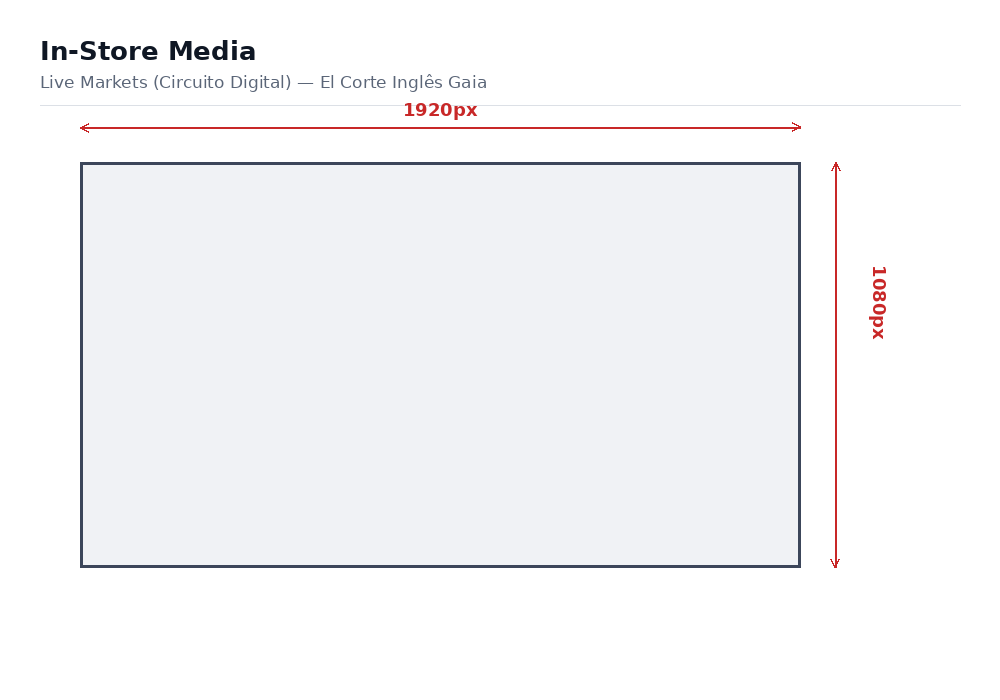 In-Store Media
Live Markets (Circuito Digital) — El Corte Inglês Gaia
1920px
1080px